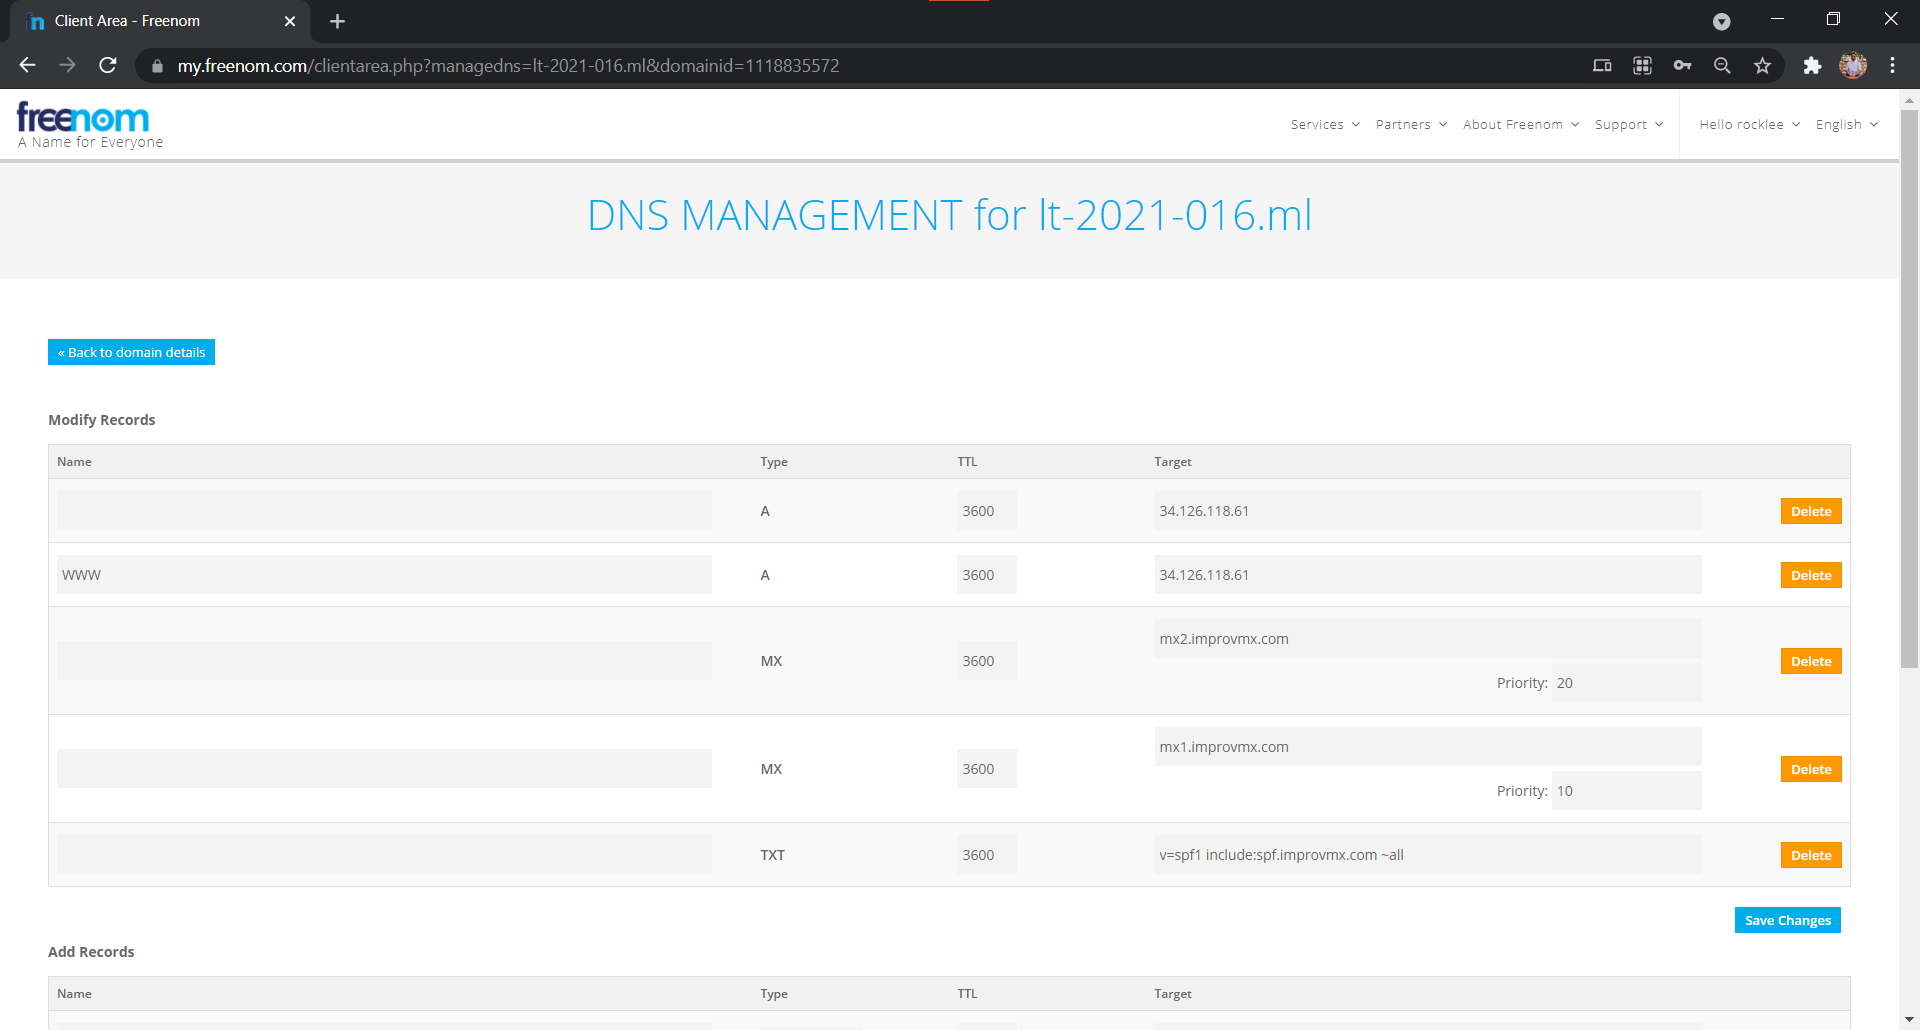 Client Area - Freenom
my.freenom.com/clientarea.php?managedns=lt-2021-016.ml&domainid=1118835572
freenom
A Name for Everyone
Services Partners About Freenom Support Hello rocklee English
DNS MANAGEMENT for lt-2021-016.ml
« Back to domain details
Modify Records
Name Type TTL Target
A 3600 34.126.118.61 Delete
WWW A 3600 34.126.118.61 Delete
mx2.improvmx.com
MX 3600 Delete
Priority: 20
mx1.improvmx.com
MX 3600 Delete
Priority: 10
TXT 3600 v=spf1 include:spf.improvmx.com ~all Delete
Save Changes
Add Records
Name Type TTL Target